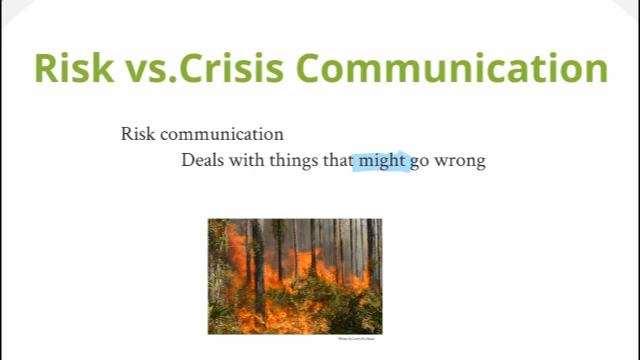 Risk vs.Crisis Communication
Risk communication
Deals with things that might go wrong